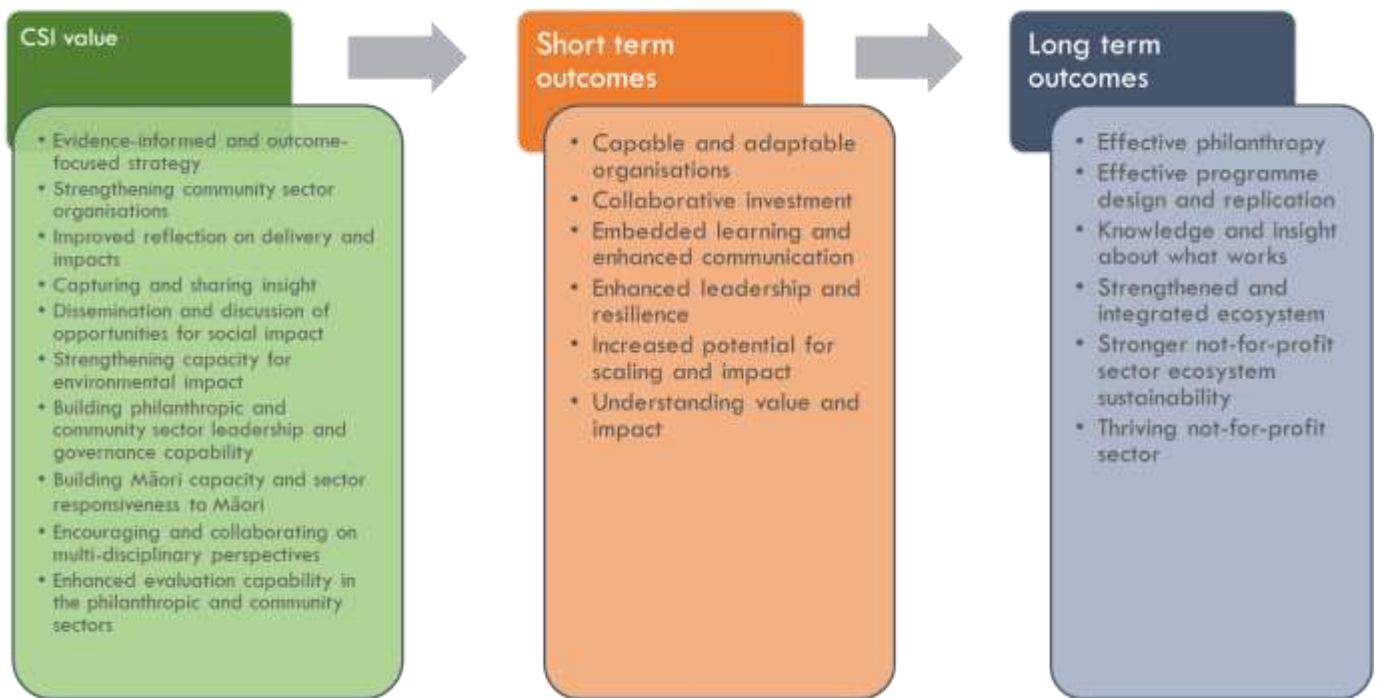 CSI value
• Evidence-informed and outcome-
focused strategy
• Strengthening community sector
organisations
• Improved reflection on delivery and
impacts
• Capturing and sharing insight
• Dissemination and discussion of
opportunities for social impact
• Strengthening capacity for
environmental impact
• Building philanthropic and
community sector leadership and
governance capability
• Building Māori capacity and sector
responsiveness to Māori
• Encouraging and collaborating on
multi-disciplinary perspectives
• Enhanced evaluation capability in
the philanthropic and community
sectors
Short term
outcomes
• Capable and adaptable
organisations
• Collaborative investment
• Embedded learning and
enhanced communication
• Enhanced leadership and
resilience
• Increased potential for
scaling and impact
• Understanding value and
impact
Long term
outcomes
• Effective philanthropy
• Effective programme
design and replication
• Knowledge and insight
about what works
• Strengthened and
integrated ecosystem
• Stronger not-for-profit
sector ecosystem
sustainability
• Thriving not-for-profit
sector